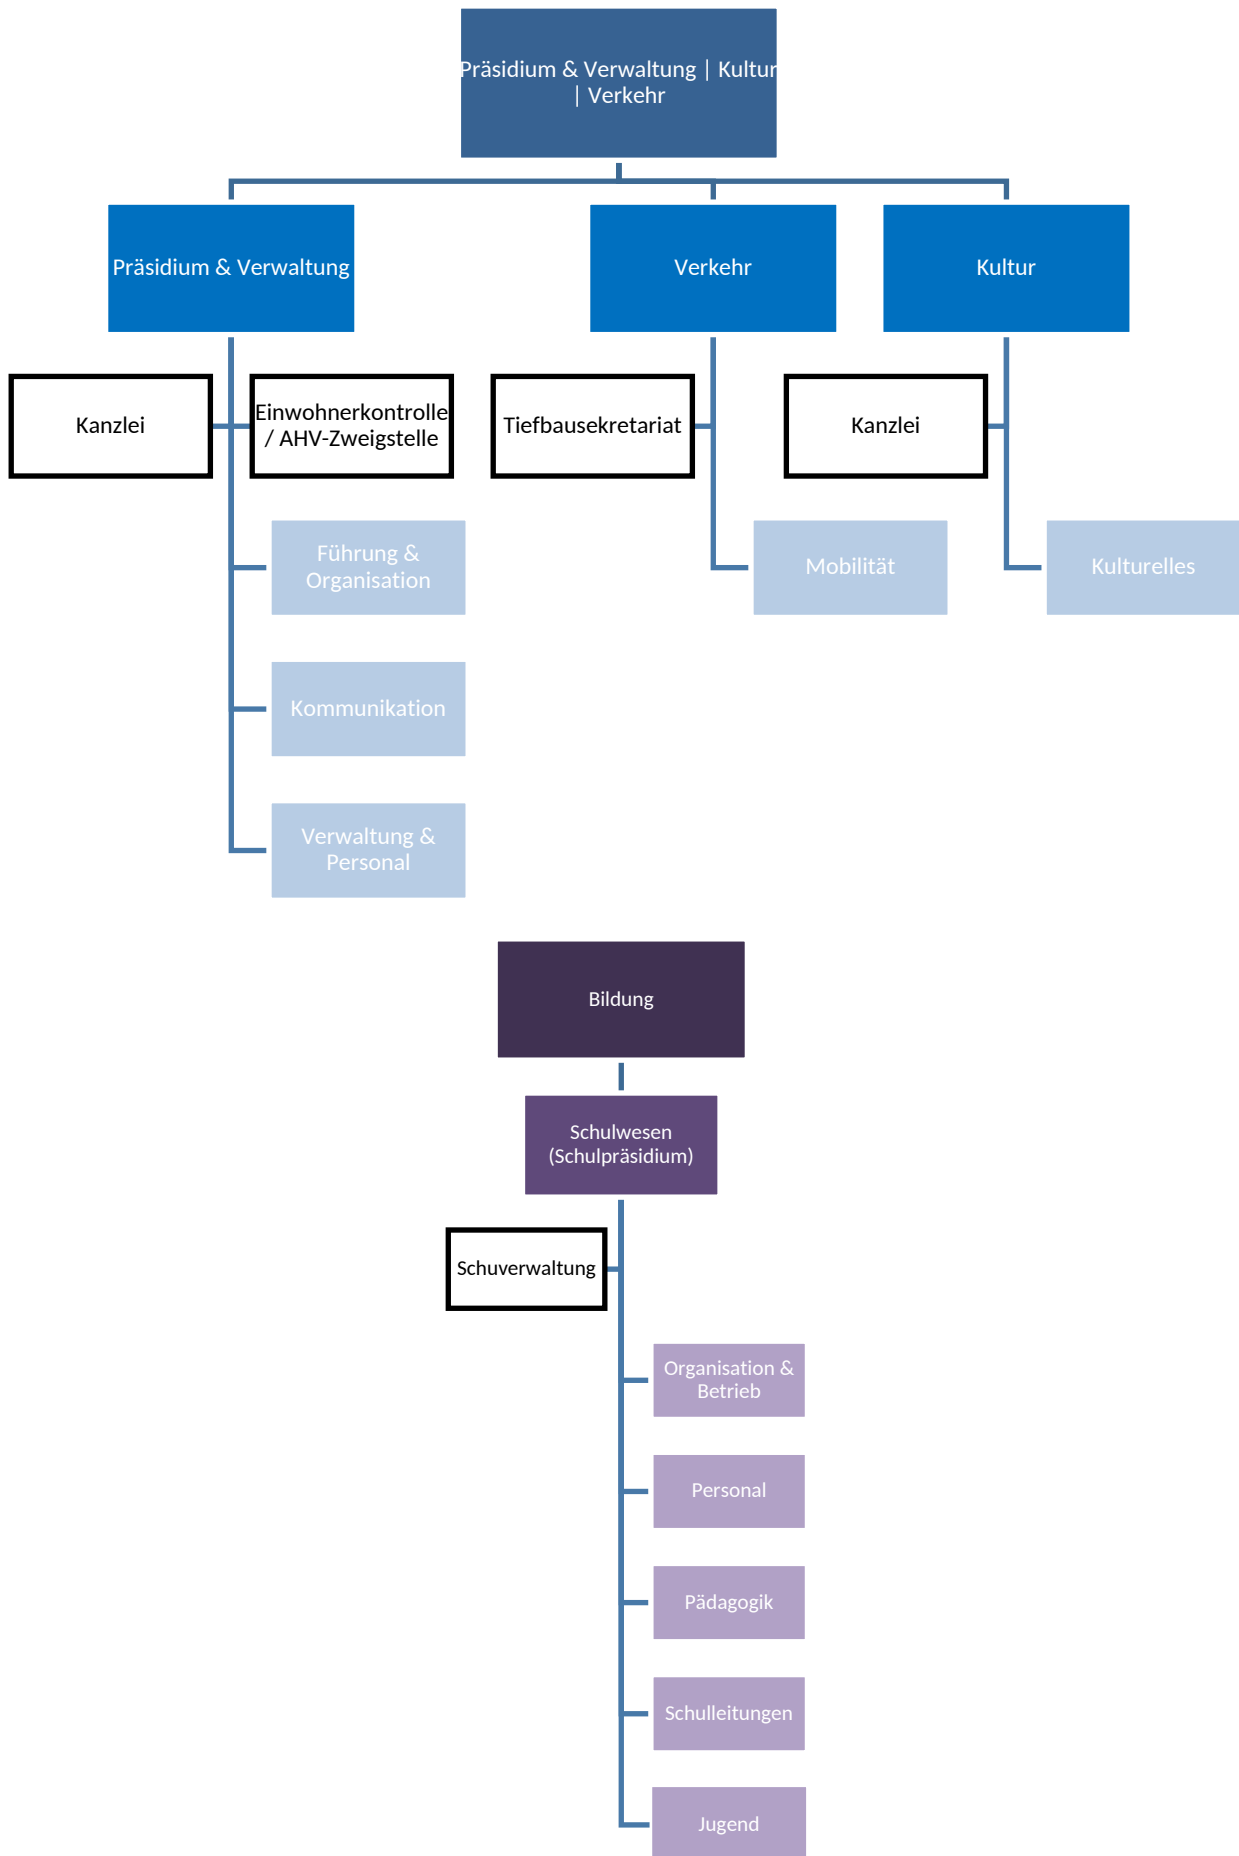 Präsidium & Verwaltung | Kultur
| Verkehr
Präsidium & Verwaltung
Verkehr
Kultur
Kanzlei
Einwohnerkontrolle
/ AHV-Zweigstelle
Tiefbausekretariat
Kanzlei
Führung &
Organisation
Mobilität
Kulturelles
Kommunikation
Verwaltung &
Personal
Bildung
Schulwesen
(Schulpräsidium)
Schuverwaltung
Organisation &
Betrieb
Personal
Pädagogik
Schulleitungen
Jugend